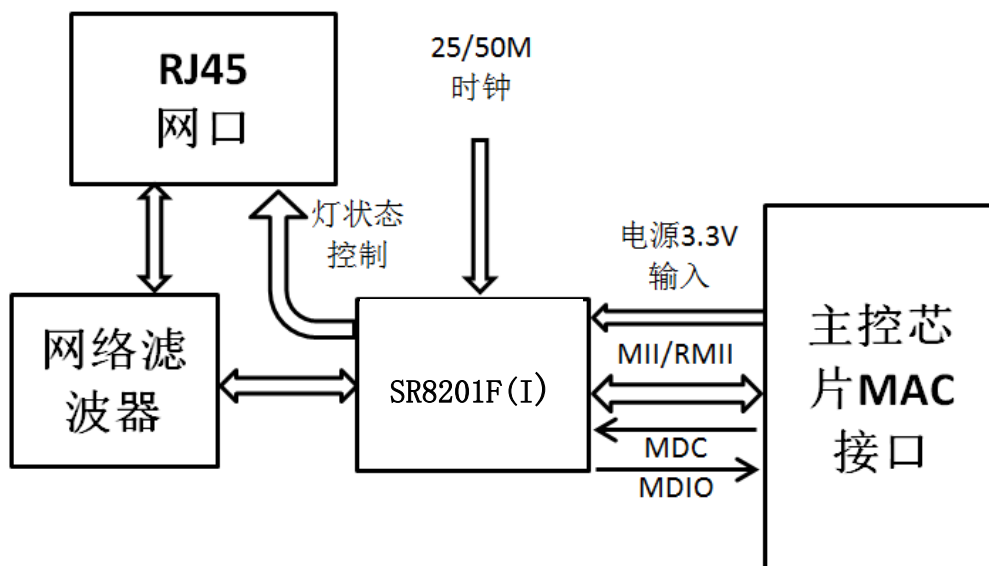 RJ45
网口
25/50M
时钟
灯状态
控制
电源3.3V
输入
网络滤
波器
SR8201F(I)
MII/RMII
MDC
MDIO
主控芯
片MAC
接口